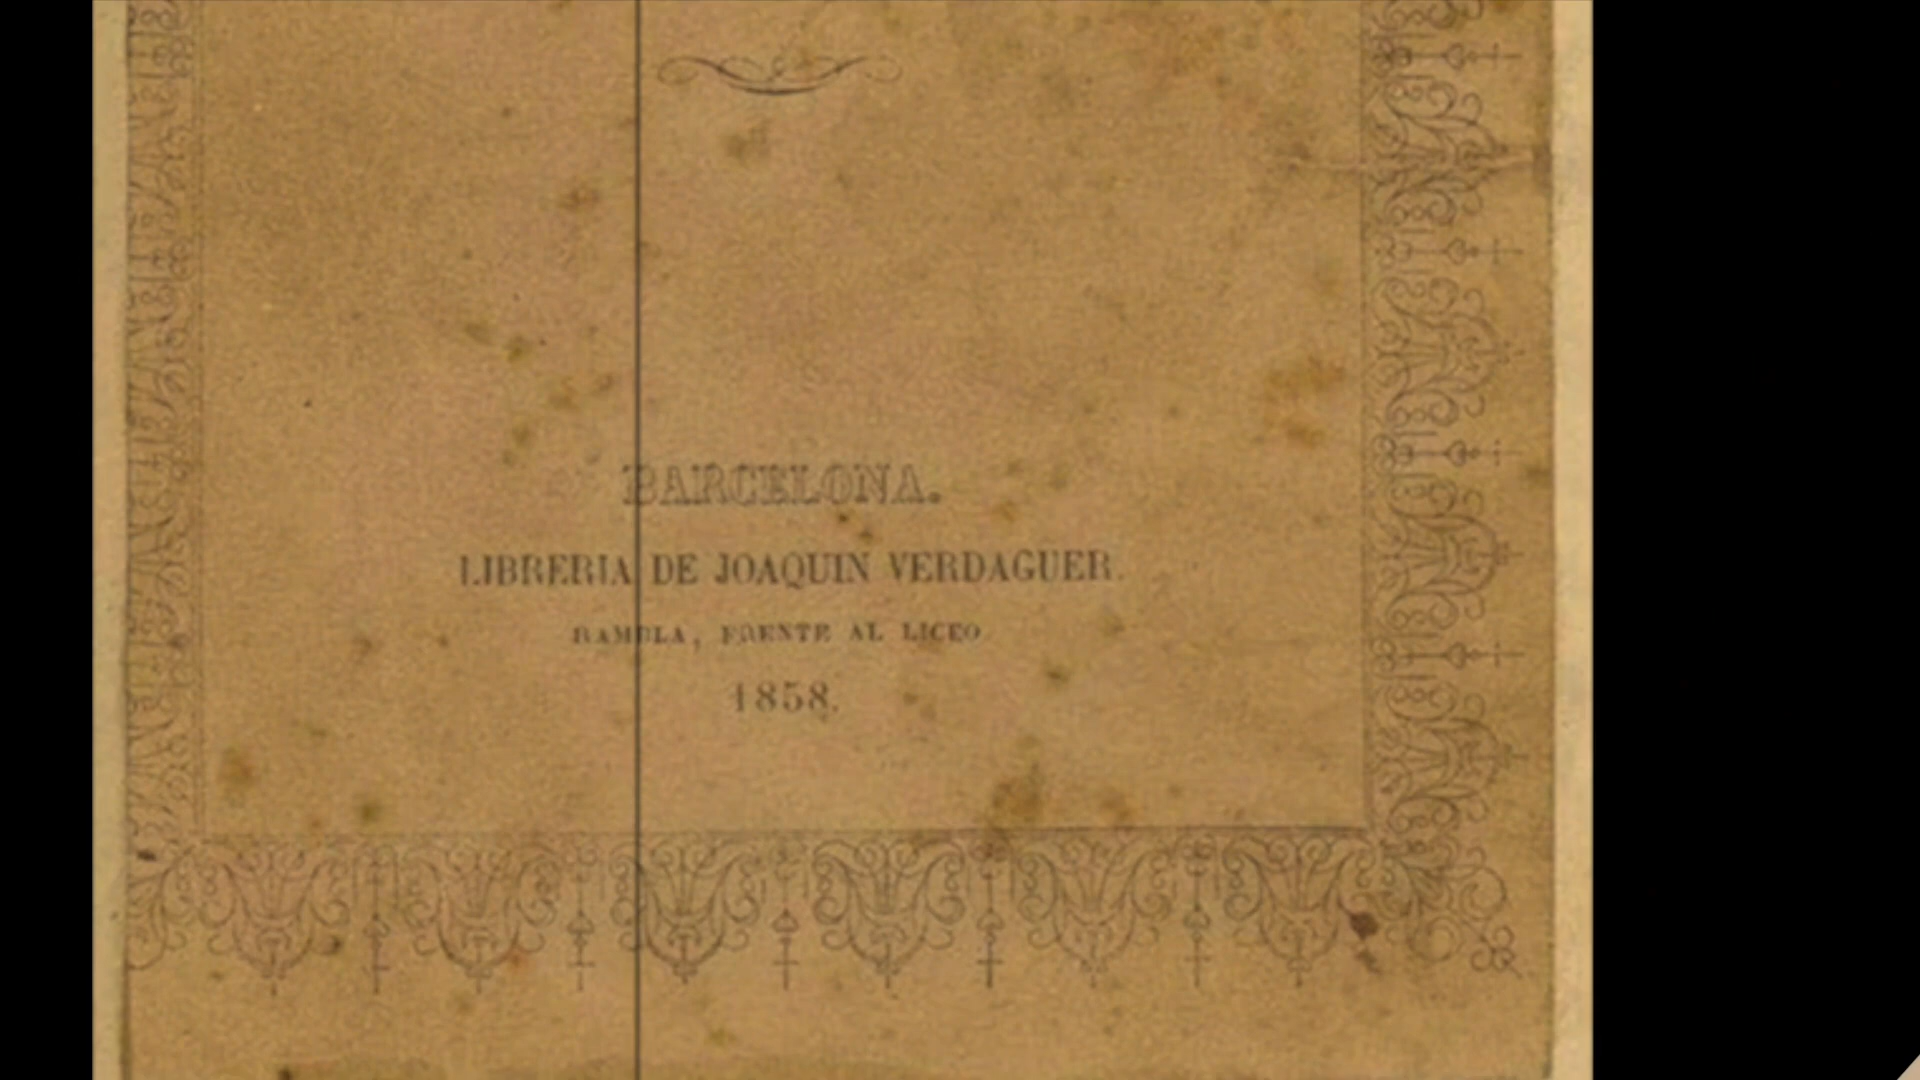 BARCELONA.
LIBRERIA DE JOAQUIN VERDAGUER.
RAMBLA, FRENTE AL LICEO
1858.